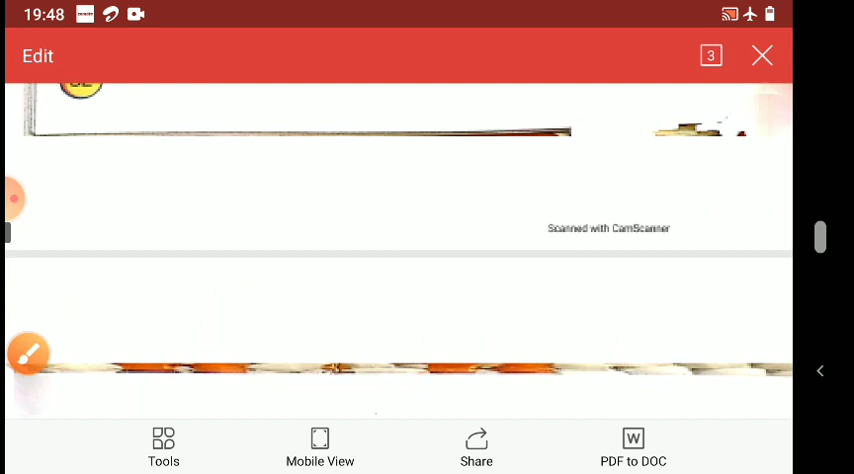 19:48
Edit
3
Scanned with CamScanner
Tools
Mobile View
Share
W
PDF to DOC